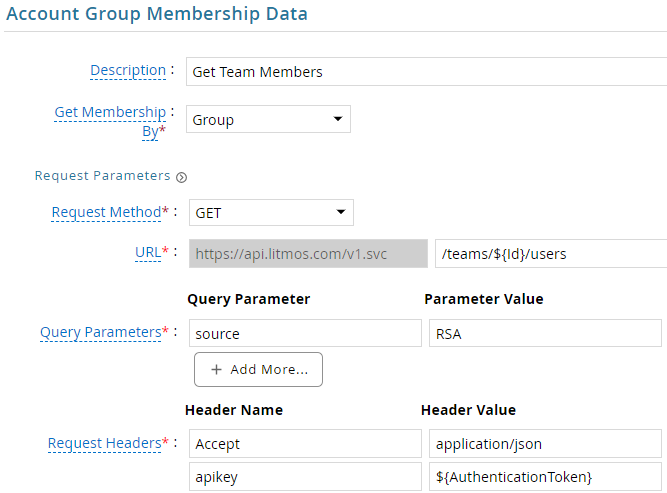 Account Group Membership Data
Description :
Get Team Members
Get Membership :
By*
Group
Request Parameters
Request Method* :
GET
URL* :
https://api.litmos.com/v1.svc
/teams/${Id}/users
Query Parameter Parameter Value
Query Parameters* :
source
RSA
+ Add More...
Header Name Header Value
Request Headers* :
Accept
application/json
apikey
${AuthenticationToken}